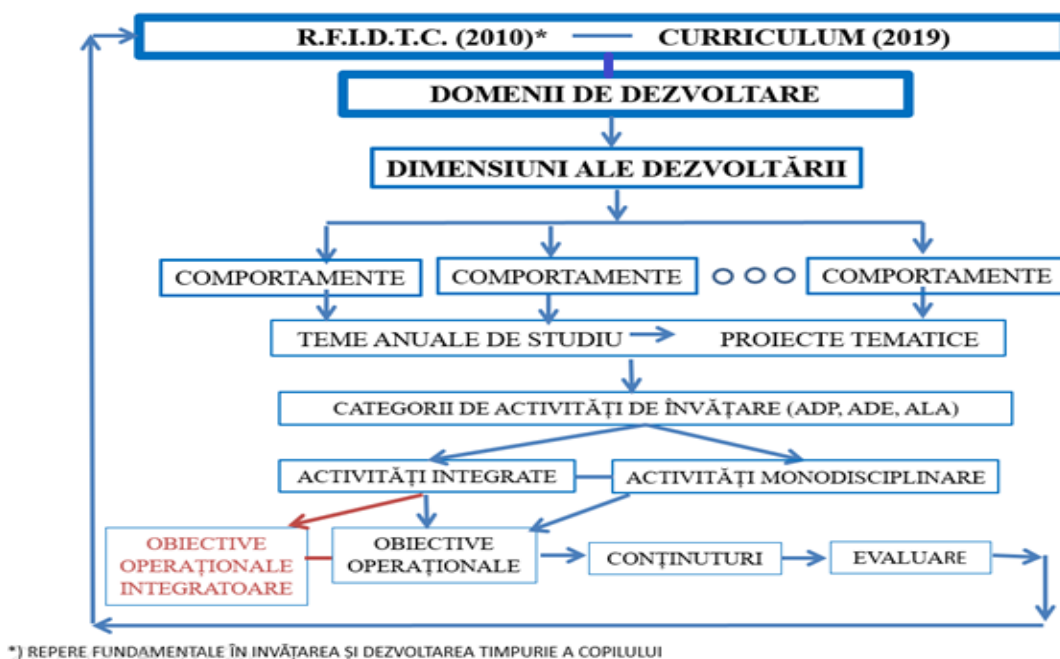 R.F.I.D.T.C. (2010)* CURRICULUM (2019)
DOMENII DE DEZVOLTARE
DIMENSIUNI ALE DEZVOLTĂRII
COMPORTAMENTE COMPORTAMENTE COMPORTAMENTE
TEME ANUALE DE STUDIU PROIECTE TEMATICE
CATEGORII DE ACTIVITĂȚI DE ÎNVĂȚARE (ADP, ADE, ALA)
ACTIVITĂȚI INTEGRATE ACTIVITĂȚI MONODISCIPLINARE
OBIECTIVE
OPERAȚIONALE
INTEGRATOARE
OBIECTIVE
OPERAȚIONALE
CONȚINUTURI
EVALUARE
*) REPERE FUNDAMENTALE ÎN INVĂȚAREA ȘI DEZVOLTAREA TIMPURIE A COPILULUI